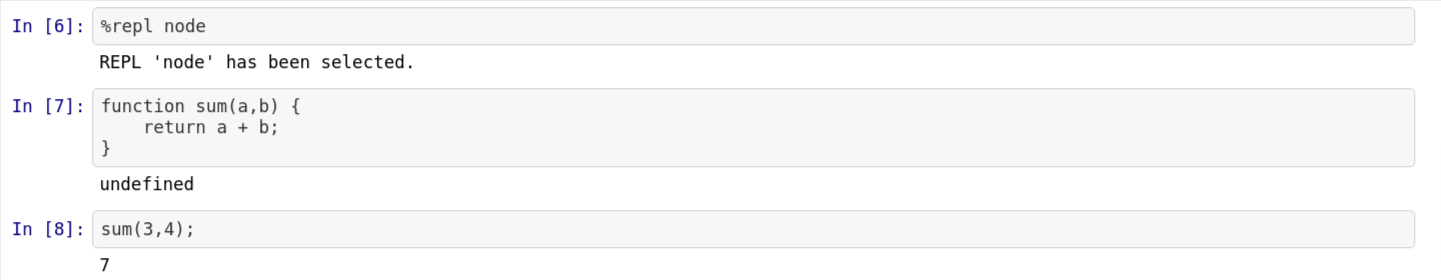 In [6]: %repl node
REPL 'node' has been selected.
In [7]: function sum(a,b) {
    return a + b;
}
undefined
In [8]: sum(3,4);
7